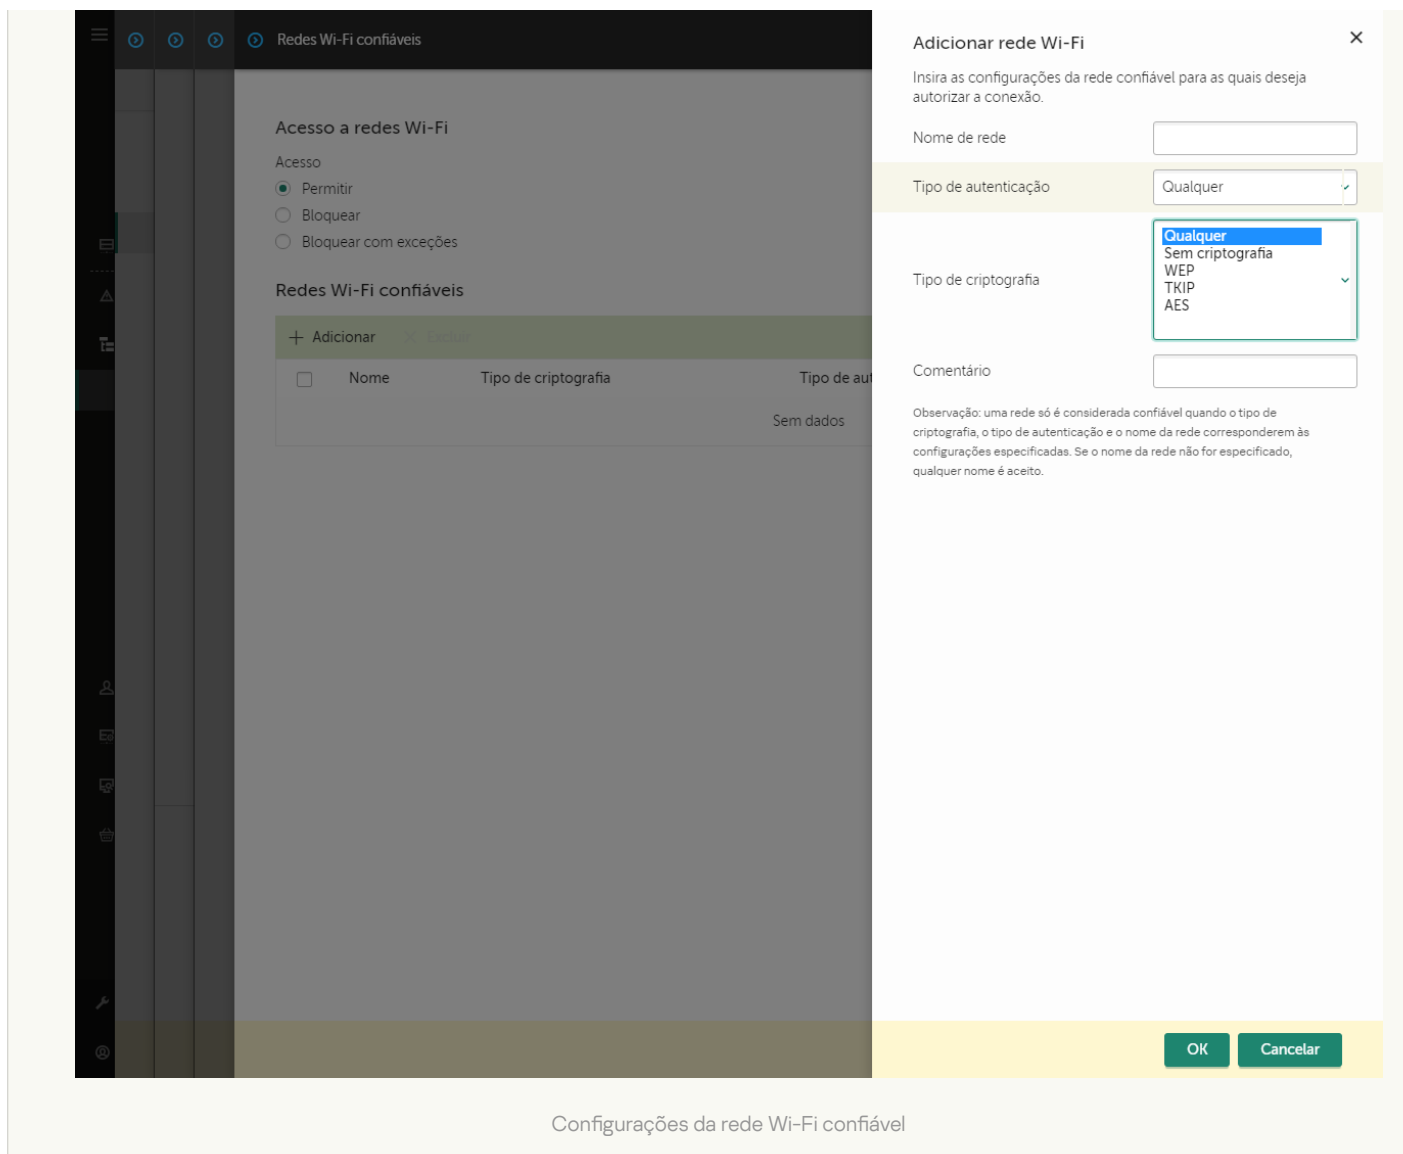 Redes Wi-Fi confiáveis
Acesso a redes Wi-Fi
Acesso
Permitir
Bloquear
Bloquear com exceções
Redes Wi-Fi confiáveis
Adicionar
Excluir
Nome
Tipo de criptografia
Tipo de aut
Sem dados
Adicionar rede Wi-Fi
Insira as configurações da rede confiável para as quais deseja
autorizar a conexão.
Nome de rede
Tipo de autenticação
Qualquer
Tipo de criptografia
Qualquer
Sem criptografia
WEP
TKIP
AES
Comentário
Observação: uma rede só é considerada confiável quando o tipo de
criptografia, o tipo de autenticação e o nome da rede corresponderem às
configurações especificadas. Se o nome da rede não for especificado,
qualquer nome é aceito.
OK
Cancelar
Configurações da rede Wi-Fi confiável